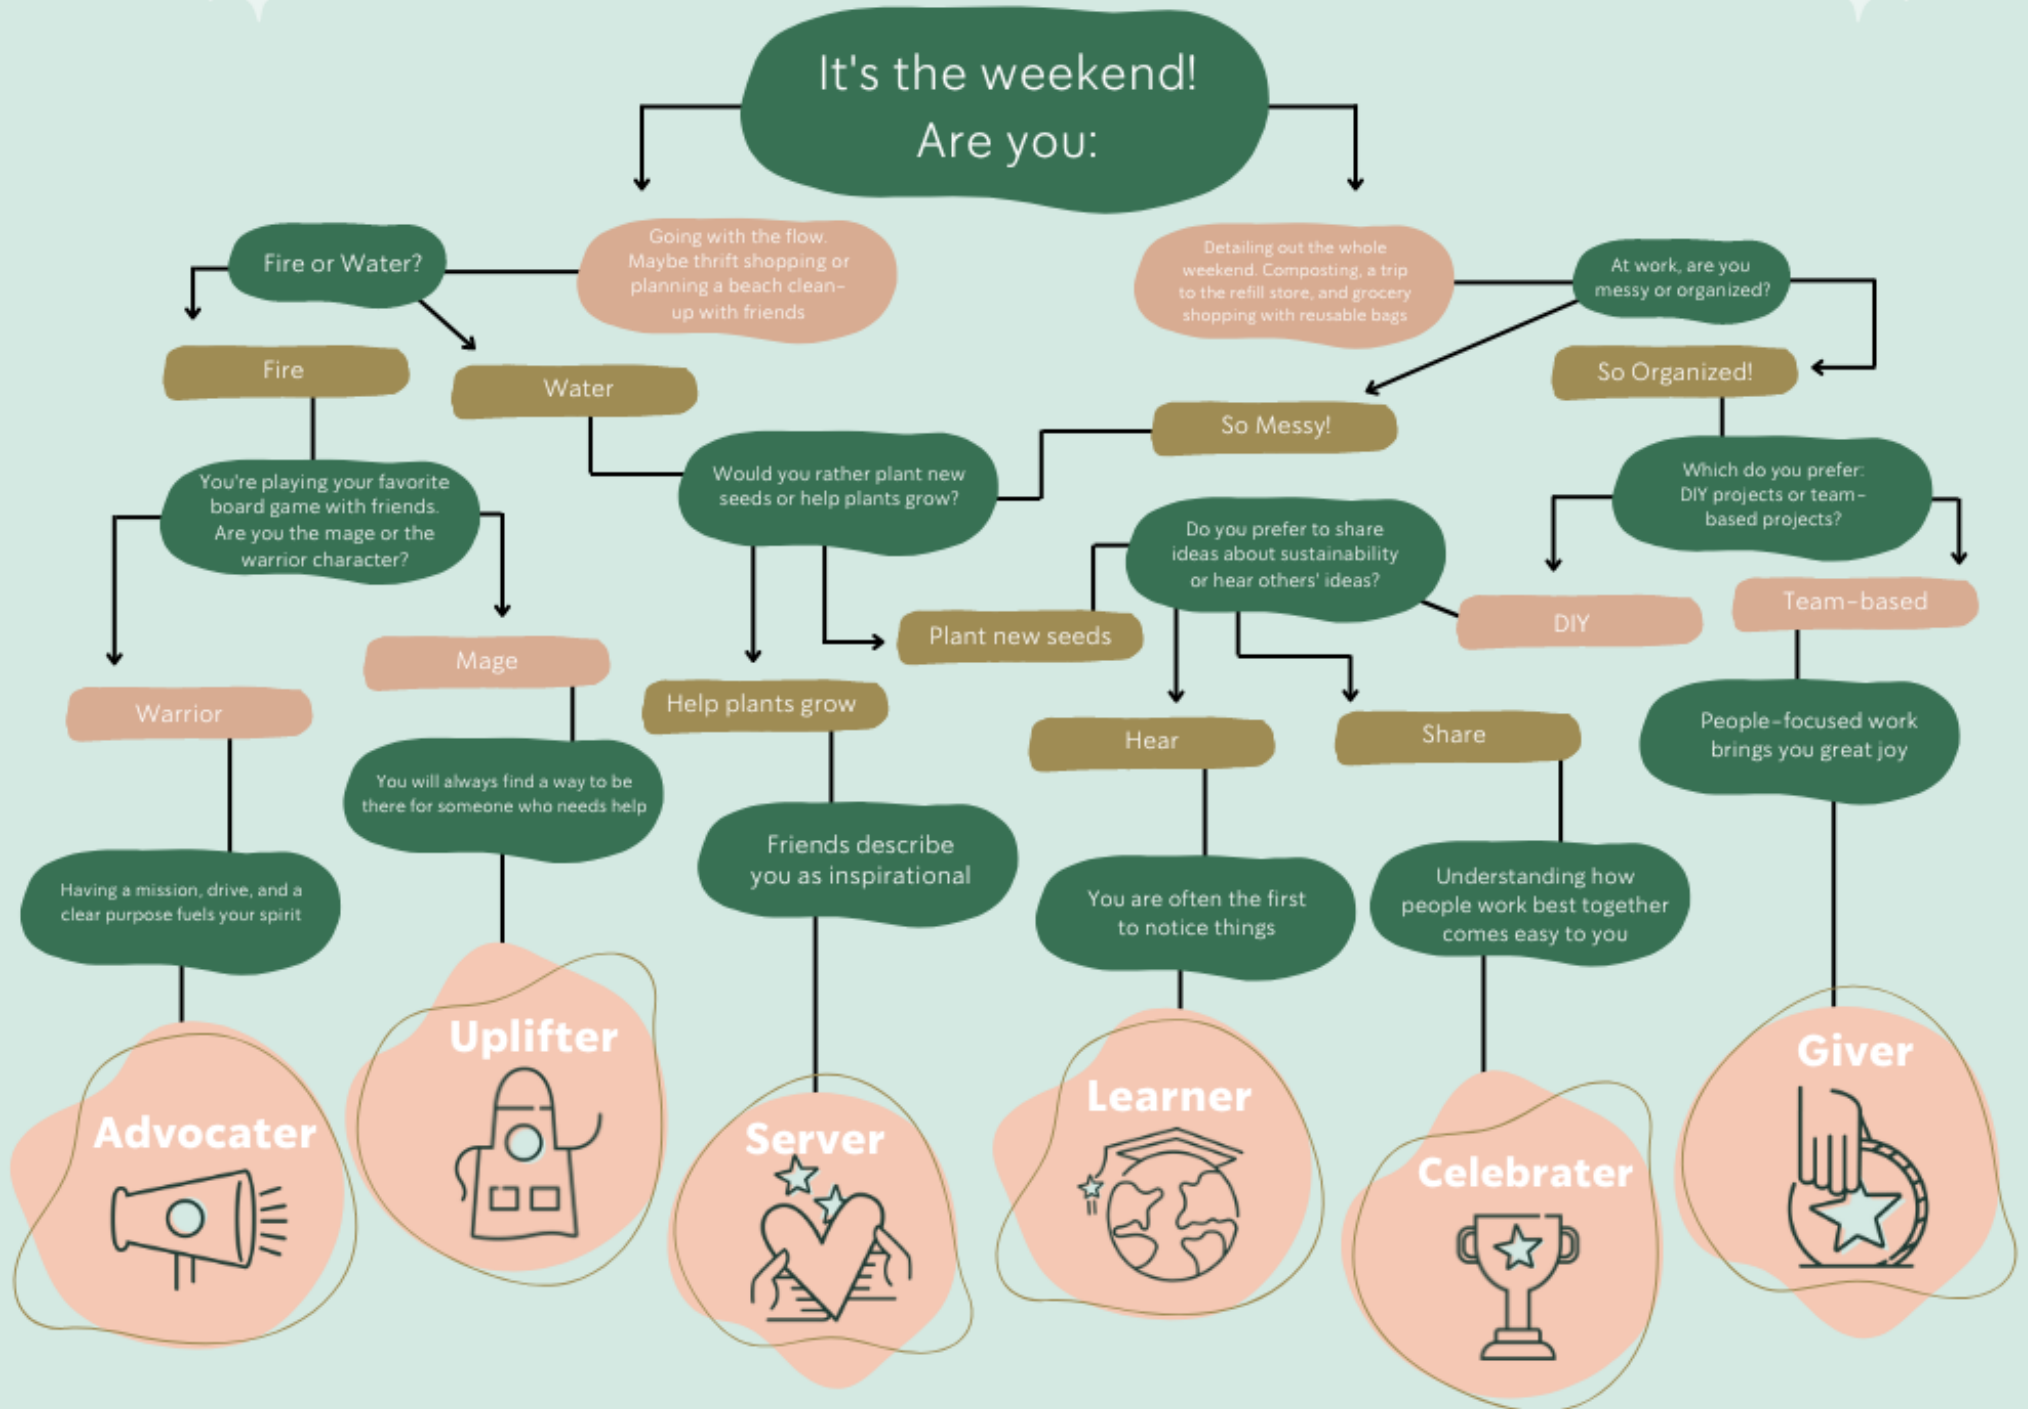 It's the weekend!
Are you:
Fire or Water?
Going with the flow.
Maybe thrift shopping or
planning a beach clean-
up with friends
Detailing out the whole
weekend. Composting, a trip
to the refill store, and grocery
shopping with reusable bags
At work, are you
messy or organized?
Fire
Water
So Messy!
So Organized!
You're playing your favorite
board game with friends.
Are you the mage or the
warrior character?
Would you rather plant new
seeds or help plants grow?
Do you prefer to share
ideas about sustainability
or hear others' ideas?
Which do you prefer:
DIY projects or team-
based projects?
Warrior
Mage
Help plants grow
Plant new seeds
Hear
Share
DIY
Team-based
Having a mission, drive, and a
clear purpose fuels your spirit
You will always find a way to be
there for someone who needs help
Friends describe
you as inspirational
You are often the first
to notice things
Understanding how
people work best together
comes easy to you
People-focused work
brings you great joy
Advocater
Uplifter
Server
Learner
Celebrater
Giver